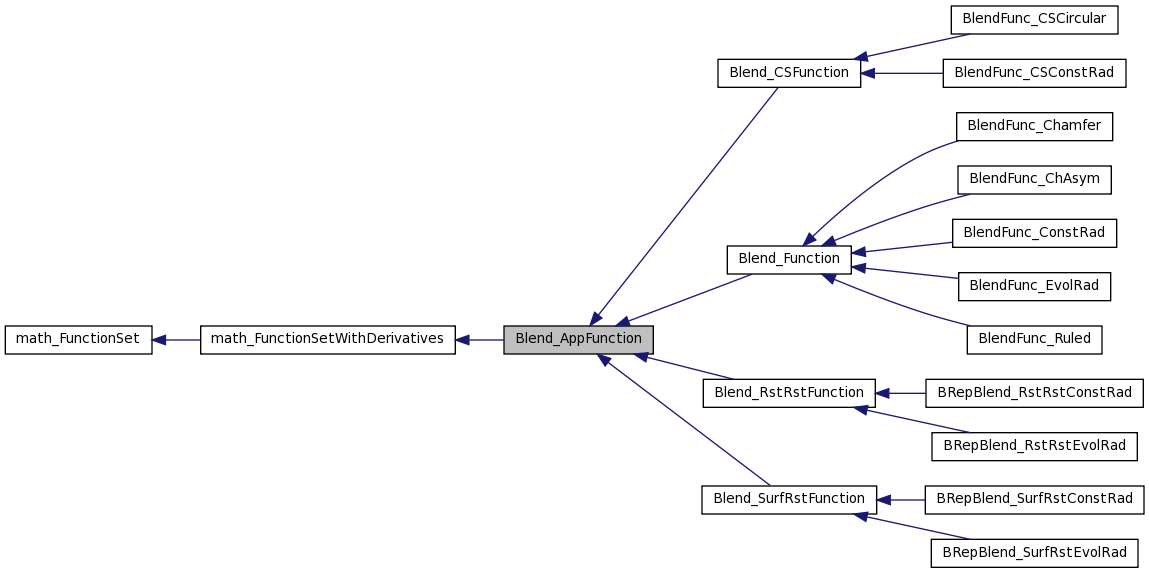 BlendFunc_CSCircular
Blend_CSFunction
BlendFunc_CSConstRad
BlendFunc_Chamfer
BlendFunc_ChAsym
BlendFunc_ConstRad
Blend_Function
BlendFunc_EvolRad
BlendFunc_Ruled
math_FunctionSet
math_FunctionSetWithDerivatives
Blend_AppFunction
Blend_RstRstFunction
BRepBlend_RstRstConstRad
BRepBlend_RstRstEvolRad
Blend_SurfRstFunction
BRepBlend_SurfRstConstRad
BRepBlend_SurfRstEvolRad